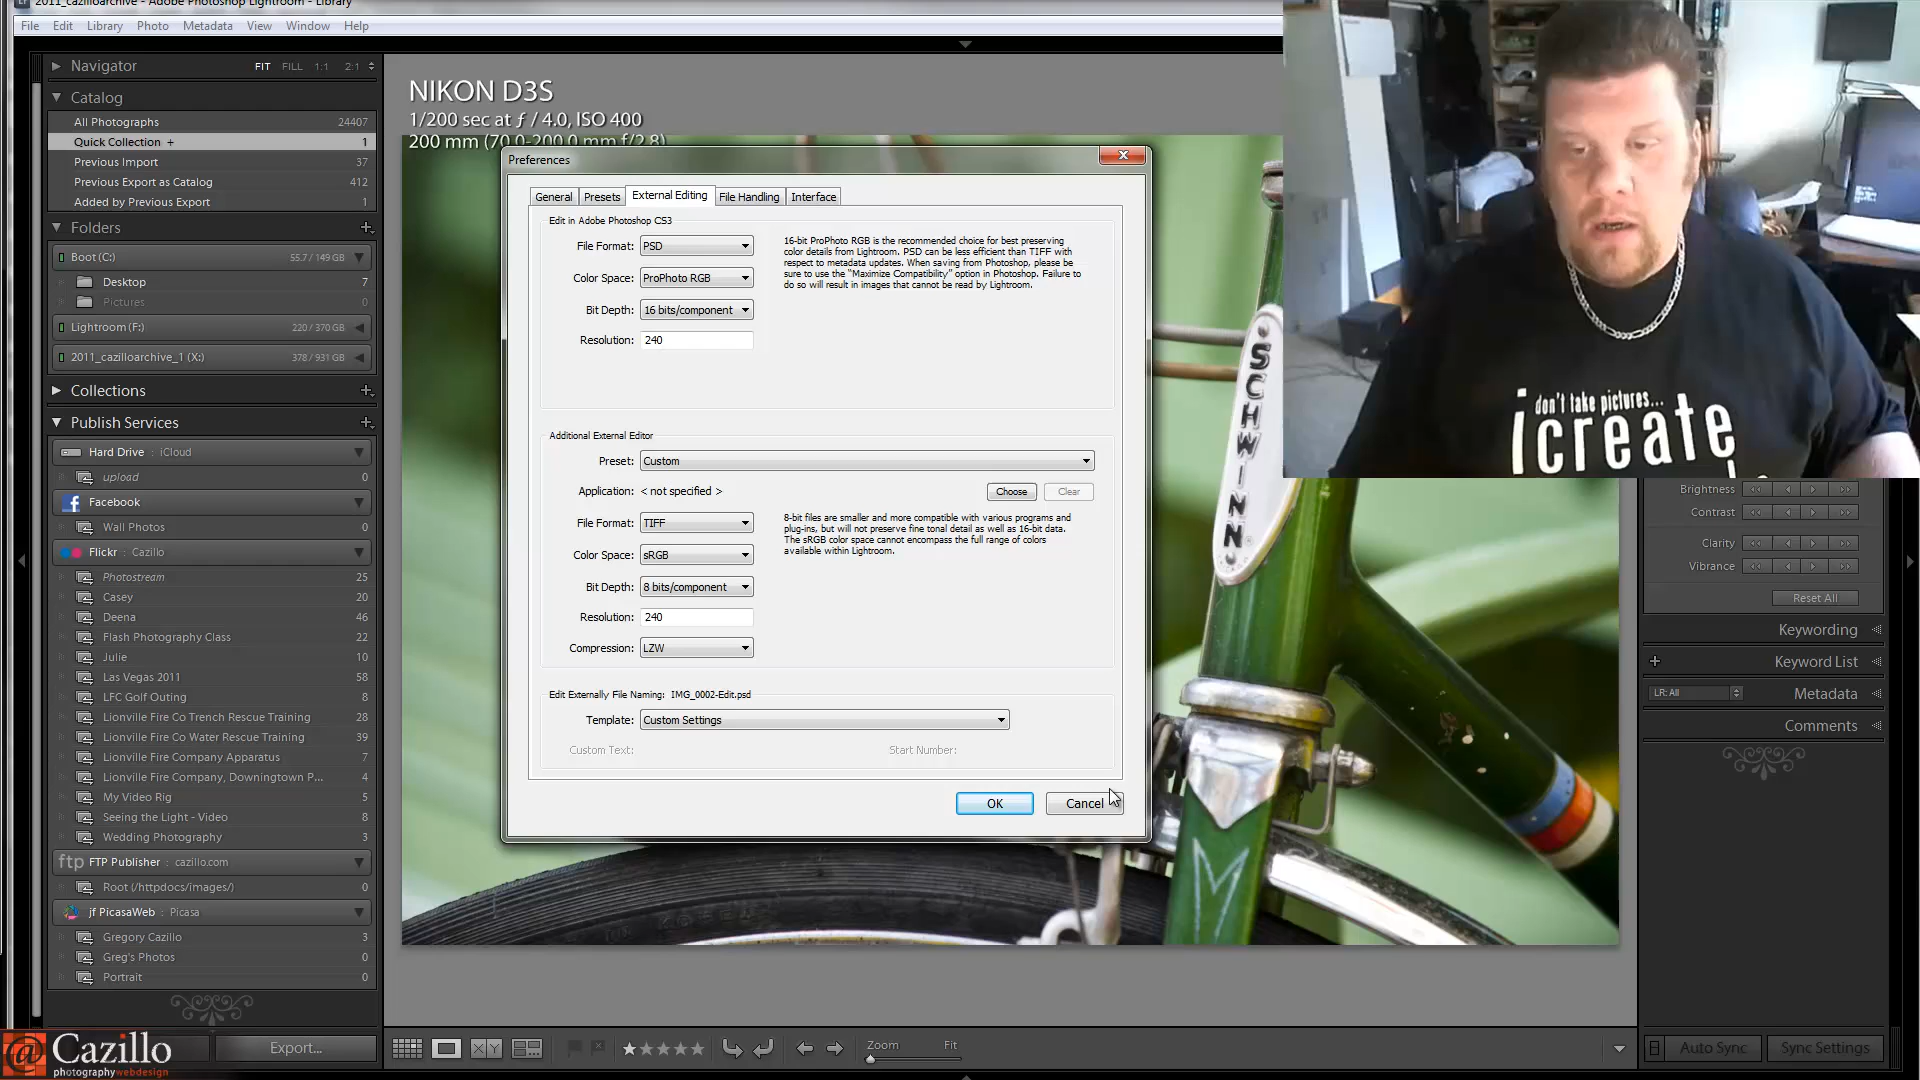 2011_cazilloarchive - Adobe Photoshop Lightroom - Library
File Edit Library Photo Metadata View Window Help
Navigator FIT FILL 1:1 2:1
Catalog
All Photographs 24407
Quick Collection + 1
Previous Import 37
Previous Export as Catalog 412
Added by Previous Export 1
Folders +
Boot (C:) 55.7 / 149 GB
Desktop 7
Pictures 0
Lightroom (F:) 220 / 370 GB
2011_cazilloarchive_1 (X:) 378 / 931 GB
Collections +
Publish Services +
Hard Drive : iCloud
upload 0
Facebook
Wall Photos 0
Flickr : Cazillo
Photostream 25
Casey 20
Deena 46
Flash Photography Class 22
Julie 10
Las Vegas 2011 58
LFC Golf Outing 8
Lionville Fire Co Trench Rescue Training 28
Lionville Fire Co Water Rescue Training 39
Lionville Fire Company Apparatus 7
Lionville Fire Company, Downingtown P... 4
My Video Rig 5
Seeing the Light - Video 8
Wedding Photography 3
ftp FTP Publisher : cazillo.com
Root (/httpdocs/images/) 0
jf PicasaWeb : Picasa
Gregory Cazillo 3
Greg's Photos 0
Portrait 0
@Cazillo
photographywebdesign
Export...
NIKON D3S
1/200 sec at ƒ / 4.0, ISO 400
200 mm (70.0-200.0 mm f/2.8)
Preferences
General Presets External Editing File Handling Interface
Edit in Adobe Photoshop CS3
File Format: PSD
Color Space: ProPhoto RGB
Bit Depth: 16 bits/component
Resolution: 240
16-bit ProPhoto RGB is the recommended choice for best preserving
color details from Lightroom. PSD can be less efficient than TIFF with
respect to metadata updates. When saving from Photoshop, please be
sure to use the "Maximize Compatibility" option in Photoshop. Failure to
do so will result in images that cannot be read by Lightroom.
Additional External Editor
Preset: Custom
Application: < not specified > Choose Clear
File Format: TIFF
Color Space: sRGB
Bit Depth: 8 bits/component
Resolution: 240
Compression: LZW
8-bit files are smaller and more compatible with various programs and
plug-ins, but will not preserve fine tonal detail as well as 16-bit data.
The sRGB color space cannot encompass the full range of colors
available within Lightroom.
Edit Externally File Naming: IMG_0002-Edit.psd
Template: Custom Settings
Custom Text: Start Number:
OK Cancel
SCHWINN
Zoom Fit
don't take pictures...
i create
Brightness
Contrast
Clarity
Vibrance
Reset All
Keywording
+ Keyword List
LR: All Metadata
Comments
Auto Sync Sync Settings